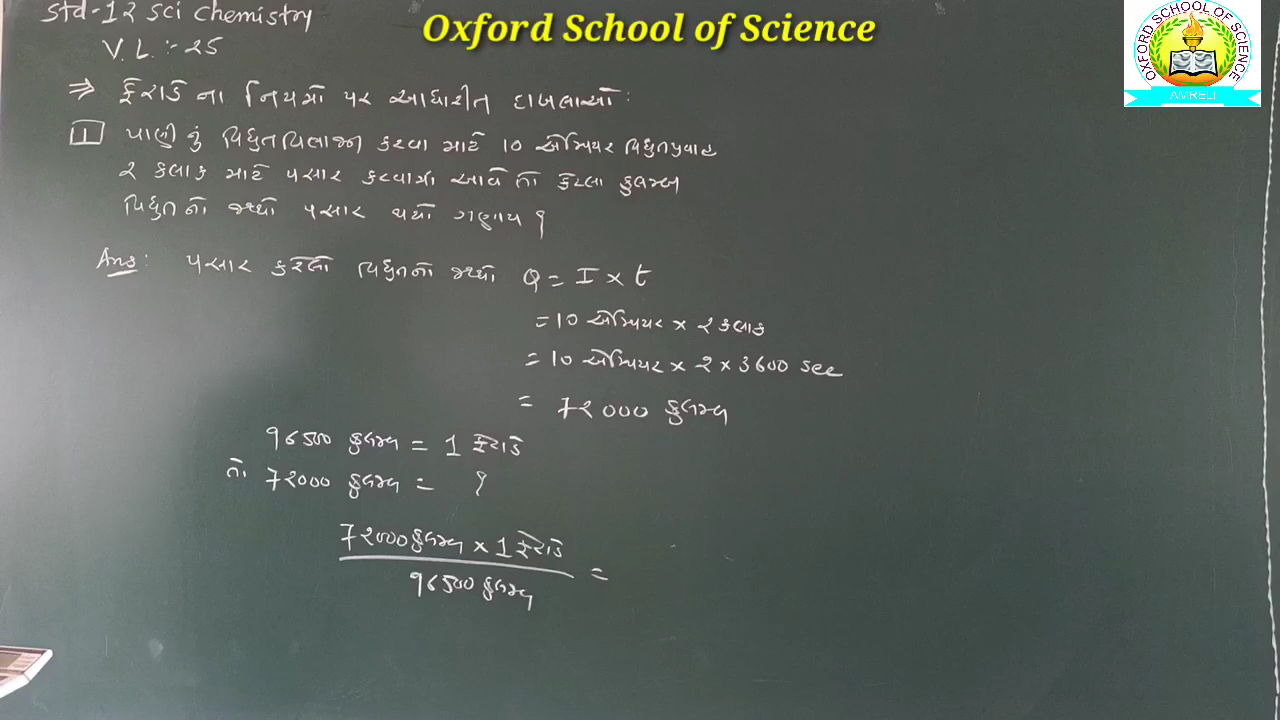 Std-12 Sci Chemistry
Oxford School of Science
OXFORD SCHOOL OF SCIENCE
AMRELI
V.L. :- 25
⇒ ફેરાડે ના નિયમો પર આધારીત દાખલાઓ:
1 પાણી નું વિધુતવિભાજન કરવા માટે 10 એમ્પિયર વિધુતપ્રવાહ
2 કલાક માટે પસાર કરવામાં આવે તો કેટલા કુલમ્બ
વિધુત નો જથ્થો પસાર થયો ગણાય ?
Ans: પસાર કરેલો વિધુતનો જથ્થો Q = I × t
= 10 એમ્પિયર × 2 કલાક
= 10 એમ્પિયર × 2 × 3600 sec
= 72000 કુલમ્બ
96500 કુલમ્બ = 1 ફેરાડે
તો 72000 કુલમ્બ = ?
72000 કુલમ્બ × 1 ફેરાડે =
96500 કુલમ્બ